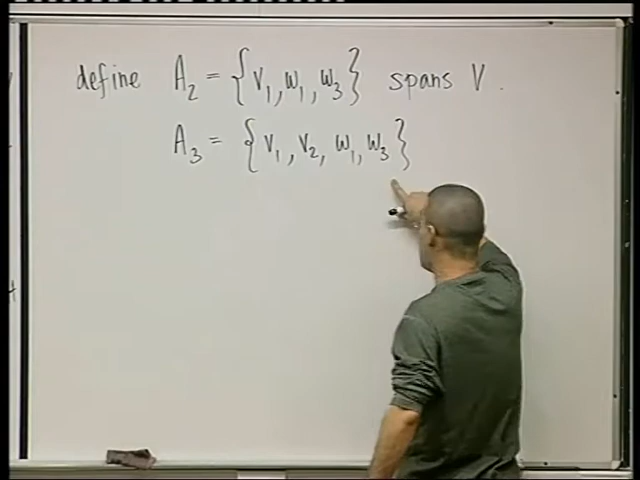 define A₂ = {v₁, w₁, w₃} spans V.
A₃ = {v₁, v₂, w₁, w₃}